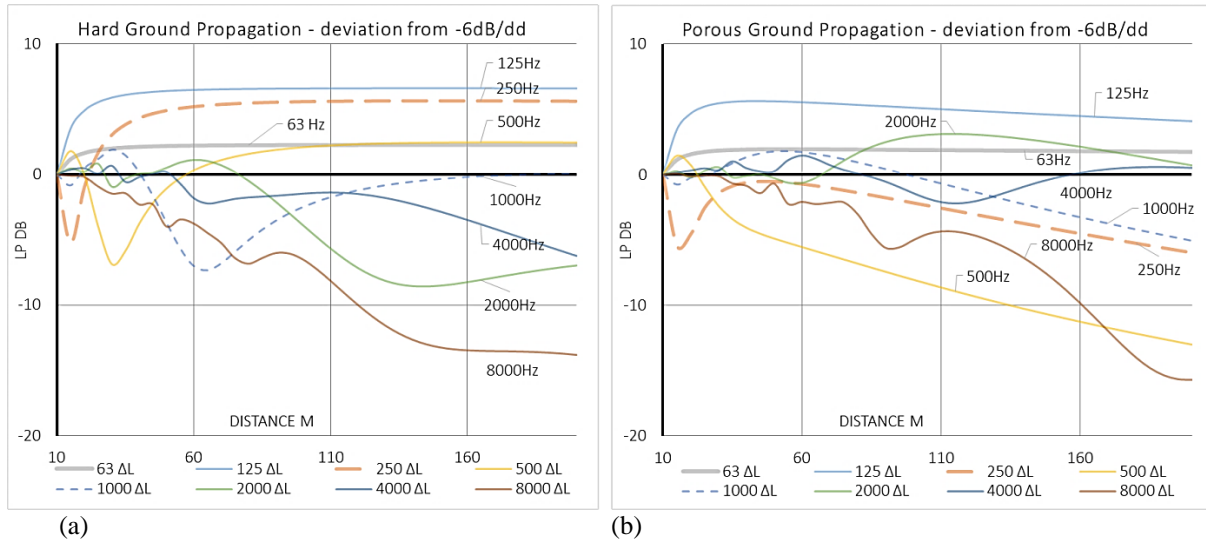 Hard Ground Propagation - deviation from -6dB/dd
10
125Hz
250Hz
63 Hz
500Hz
0
1000Hz
4000Hz
2000Hz
8000Hz
LP DB
-10
DISTANCE M
-20
10 60 110 160
63 ΔL 125 ΔL 250 ΔL 500 ΔL
1000 ΔL 2000 ΔL 4000 ΔL 8000 ΔL
(a)
Porous Ground Propagation - deviation from -6dB/dd
10
125Hz
2000Hz
63Hz
0
4000Hz
1000Hz
8000Hz
250Hz
500Hz
LP DB
-10
DISTANCE M
-20
10 60 110 160
63 ΔL 125 ΔL 250 ΔL 500 ΔL
1000 ΔL 2000 ΔL 4000 ΔL 8000 ΔL
(b)